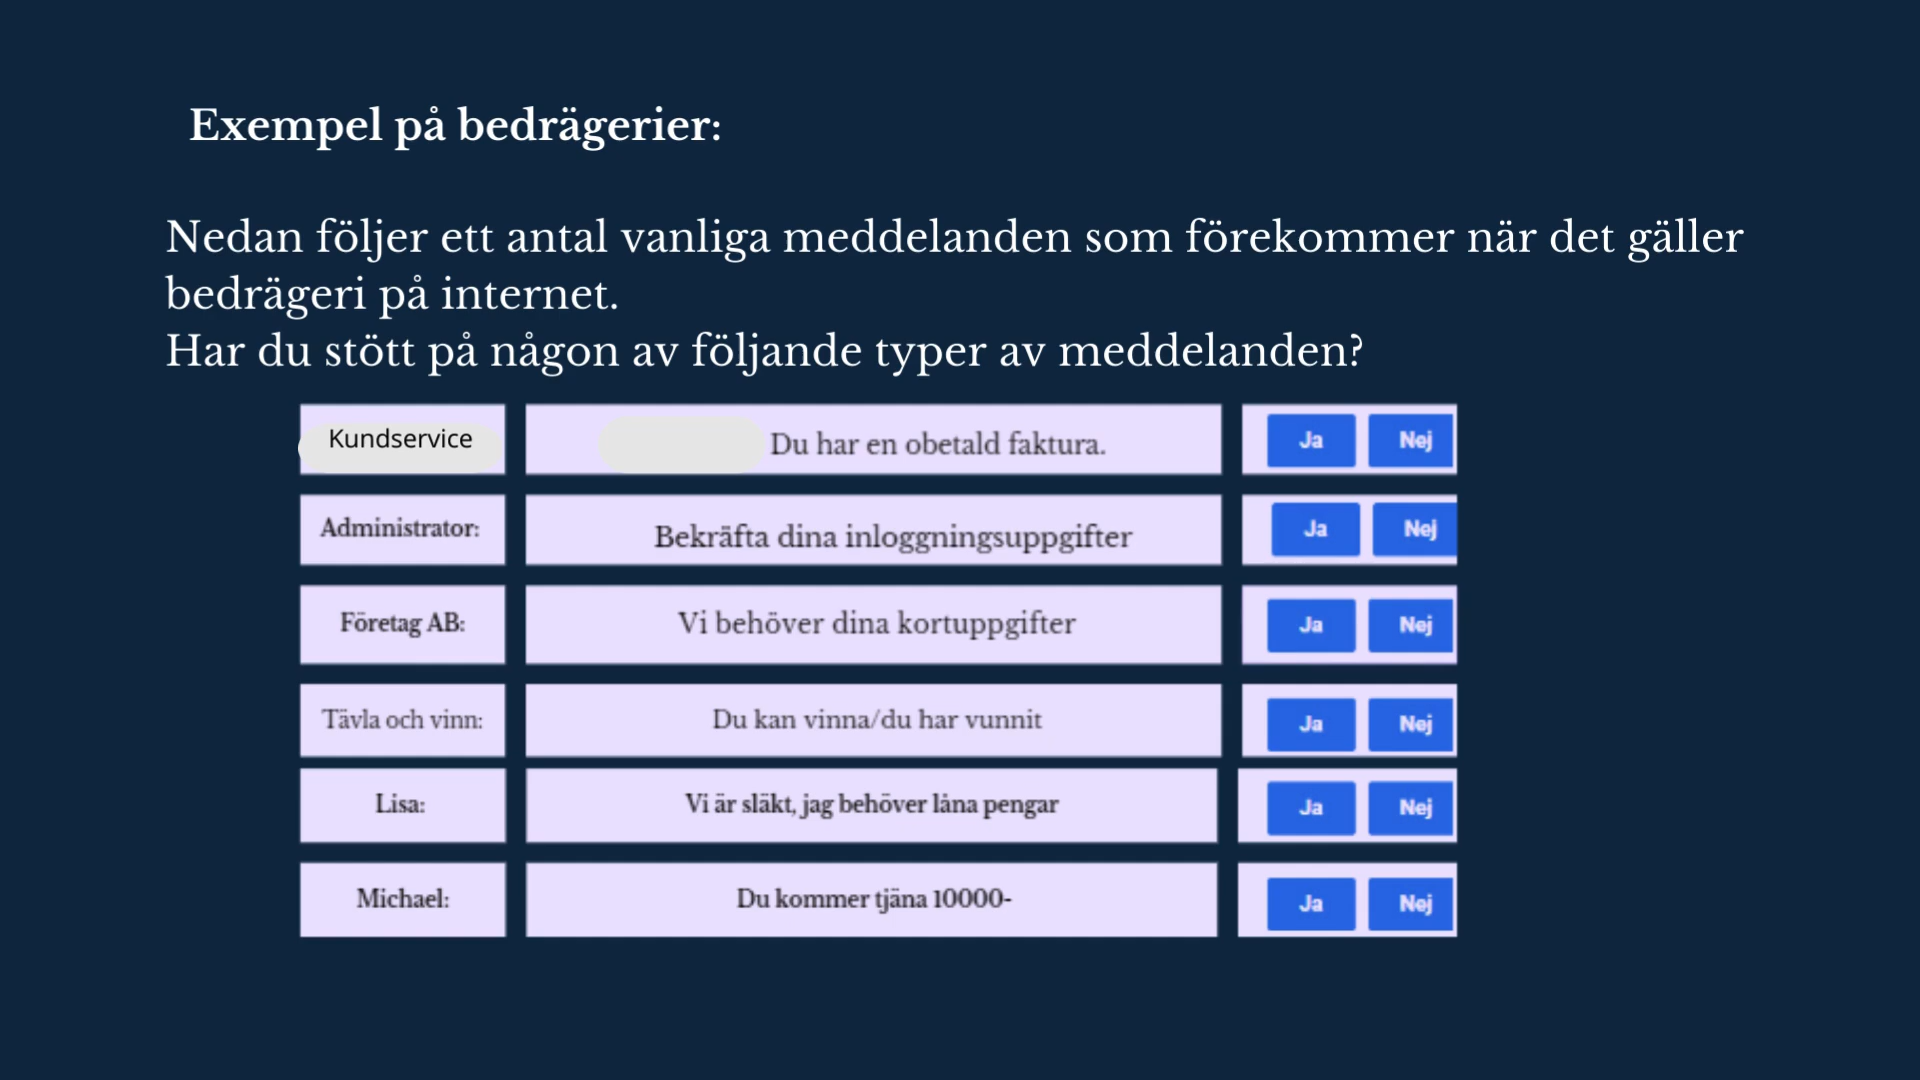 Exempel på bedrägerier:
Nedan följer ett antal vanliga meddelanden som förekommer när det gäller
bedrägeri på internet.
Har du stött på någon av följande typer av meddelanden?
Kundservice Du har en obetald faktura. Ja Nej
Administrator: Bekräfta dina inloggningsuppgifter Ja Nej
Företag AB: Vi behöver dina kortuppgifter Ja Nej
Tävla och vinn: Du kan vinna/du har vunnit Ja Nej
Lisa: Vi är släkt, jag behöver låna pengar Ja Nej
Michael: Du kommer tjäna 10000- Ja Nej